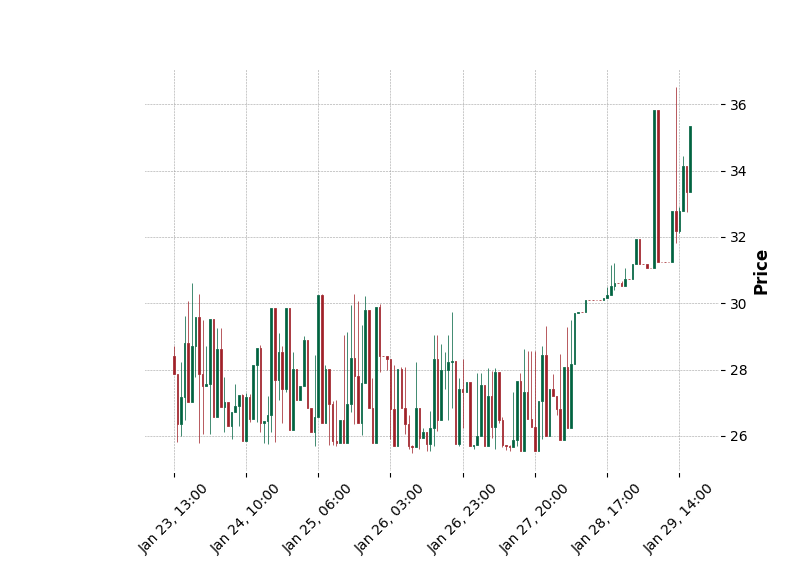 36
34
32
30
28
26
Price
Jan 23, 13:00
Jan 24, 10:00
Jan 25, 06:00
Jan 26, 03:00
Jan 26, 23:00
Jan 27, 20:00
Jan 28, 17:00
Jan 29, 14:00